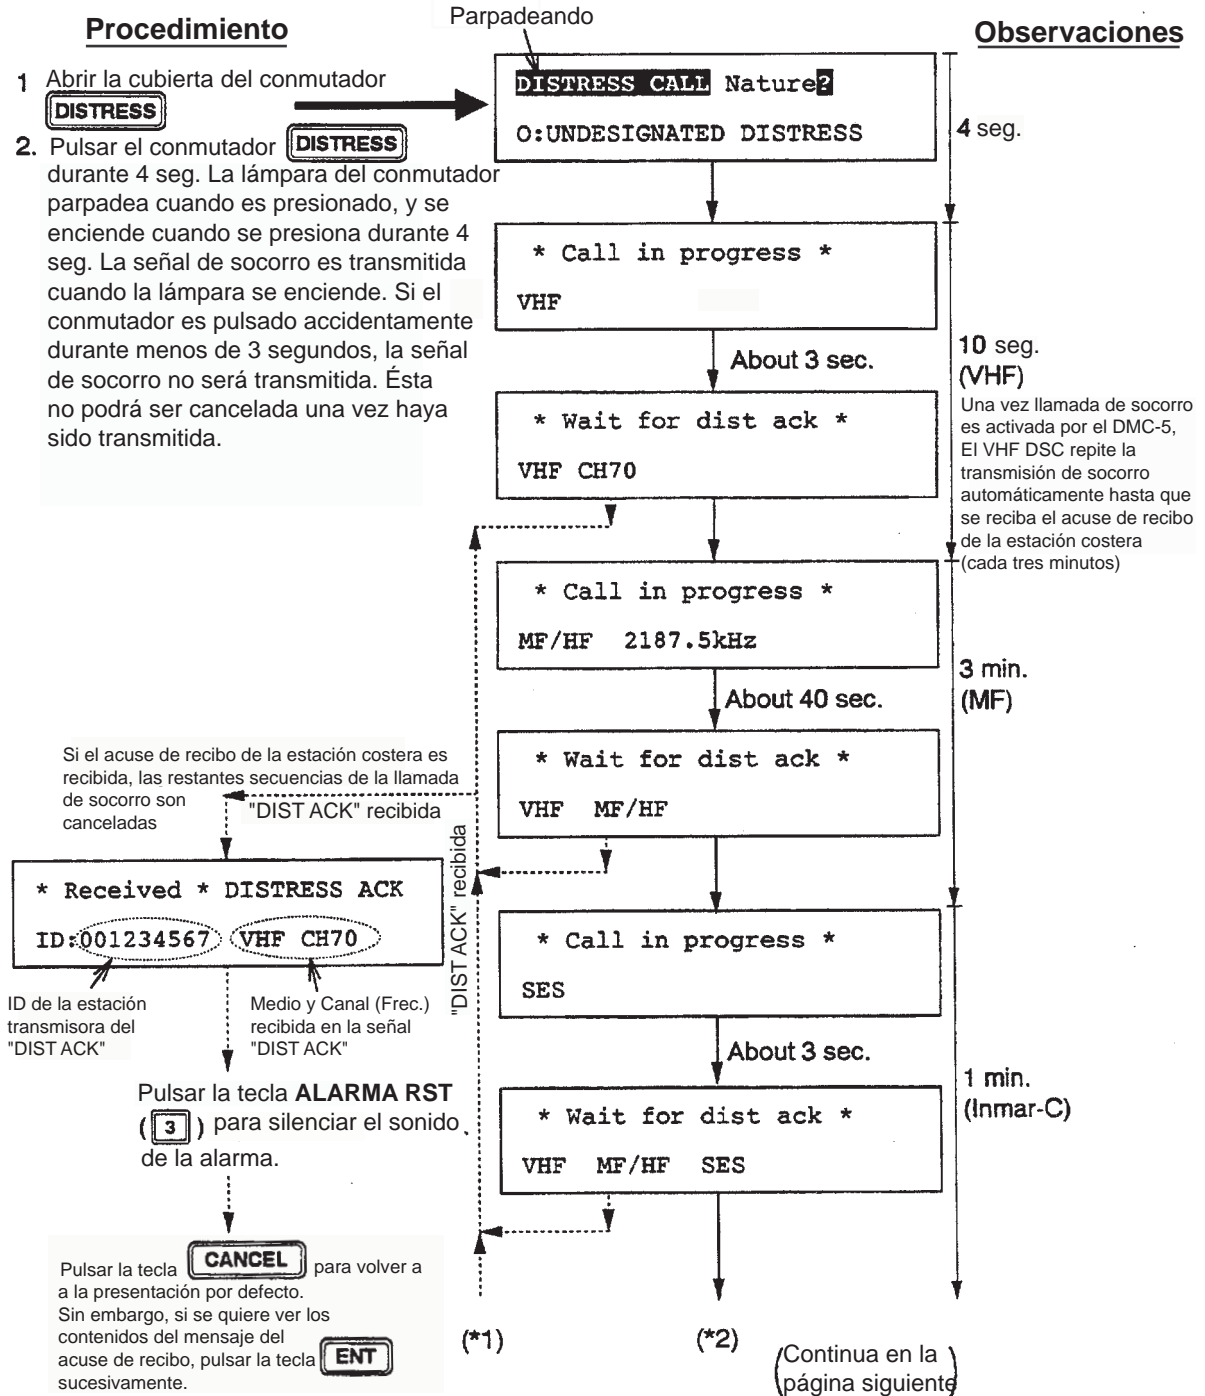 Parpadeando
Procedimiento
Observaciones
1 Abrir la cubierta del conmutador
DISTRESS
2. Pulsar el conmutador DISTRESS
durante 4 seg. La lámpara del conmutador
parpadea cuando es presionado, y se
enciende cuando se presiona durante 4
seg. La señal de socorro es transmitida
cuando la lámpara se enciende. Si el
conmutador es pulsado accidentamente
durante menos de 3 segundos, la señal
de socorro no será transmitida. Ésta
no podrá ser cancelada una vez haya
sido transmitida.
DISTRESS CALL Nature?
O:UNDESIGNATED DISTRESS
4 seg.
* Call in progress *
VHF
About 3 sec.
10 seg.
(VHF)
Una vez llamada de socorro
es activada por el DMC-5,
El VHF DSC repite la
transmisión de socorro
automáticamente hasta que
se reciba el acuse de recibo
de la estación costera
(cada tres minutos)
* Wait for dist ack *
VHF CH70
* Call in progress *
MF/HF 2187.5kHz
3 min.
(MF)
About 40 sec.
* Wait for dist ack *
VHF MF/HF
Si el acuse de recibo de la estación costera es
recibida, las restantes secuencias de la llamada
de socorro son
canceladas
"DIST ACK" recibida
"DIST ACK" recibida
* Received * DISTRESS ACK
ID:001234567 VHF CH70
ID de la estación
transmisora del
"DIST ACK"
Medio y Canal (Frec.)
recibida en la señal
"DIST ACK"
* Call in progress *
SES
About 3 sec.
1 min.
(Inmar-C)
* Wait for dist ack *
VHF MF/HF SES
Pulsar la tecla ALARMA RST
( 3 ) para silenciar el sonido
de la alarma.
Pulsar la tecla CANCEL para volver a
a la presentación por defecto.
Sin embargo, si se quiere ver los
contenidos del mensaje del
acuse de recibo, pulsar la tecla ENT
sucesivamente.
(*1)
(*2)
(Continua en la
página siguiente)